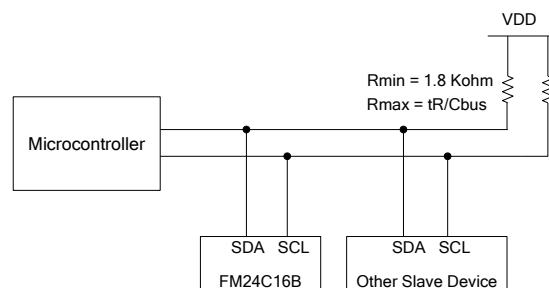 VDD
Rmin = 1.8 Kohm
Rmax = tR/Cbus
Microcontroller
SDA SCL
SDA SCL
FM24C16B
Other Slave Device